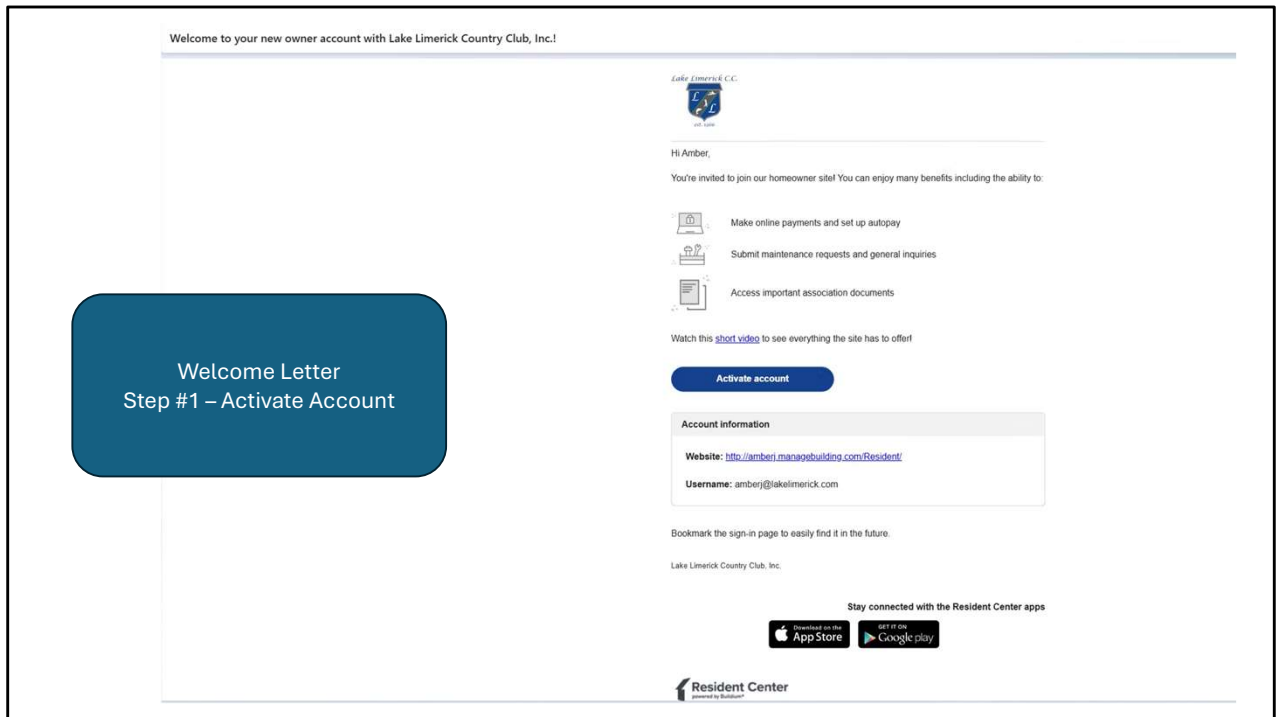 Welcome to your new owner account with Lake Limerick Country Club, Inc.!
Lake Limerick C.C.
L
L
est. 1966
Hi Amber,
You're invited to join our homeowner site! You can enjoy many benefits including the ability to:
Make online payments and set up autopay
Submit maintenance requests and general inquiries
Access important association documents
Watch this short video to see everything the site has to offer!
Welcome Letter
Step #1 – Activate Account
Activate account
Account information
Website: http://amberj.managebuilding.com/Resident/
Username: amberj@lakelimerick.com
Bookmark the sign-in page to easily find it in the future.
Lake Limerick Country Club, Inc.
Stay connected with the Resident Center apps
Download on the
App Store
GET IT ON
Google play
Resident Center
powered by Buildium®